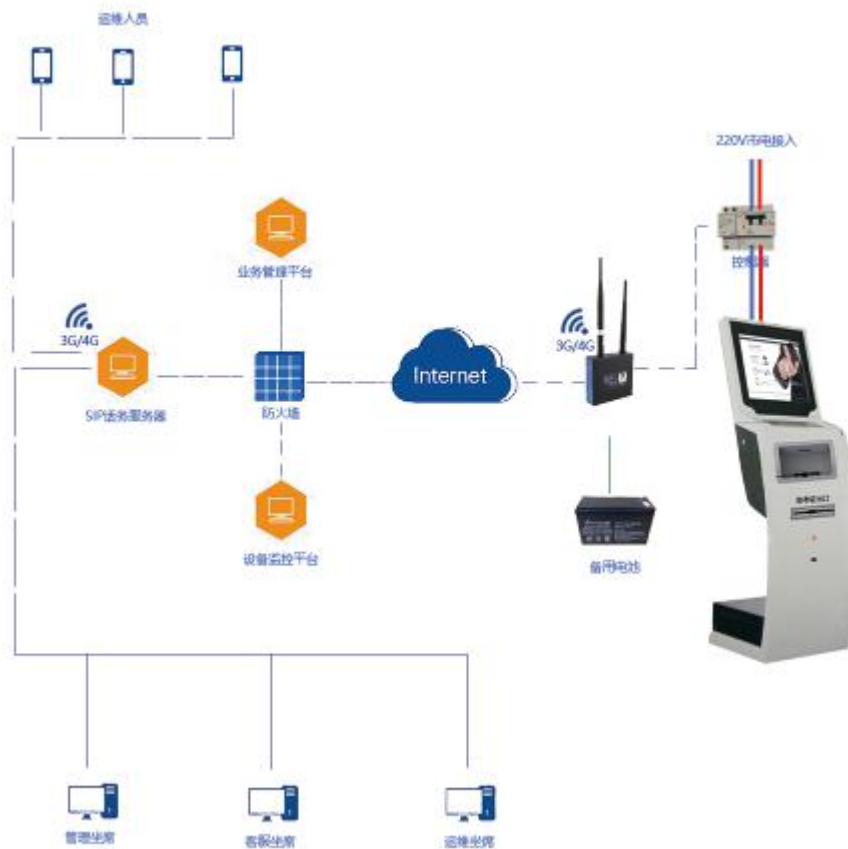 运维人员
220V市电接入
业务管理平台
控制器
3G/4G
3G/4G
Internet
SIP话务服务器
防火墙
设备监控平台
备用电池
管理坐席
客服坐席
运维坐席